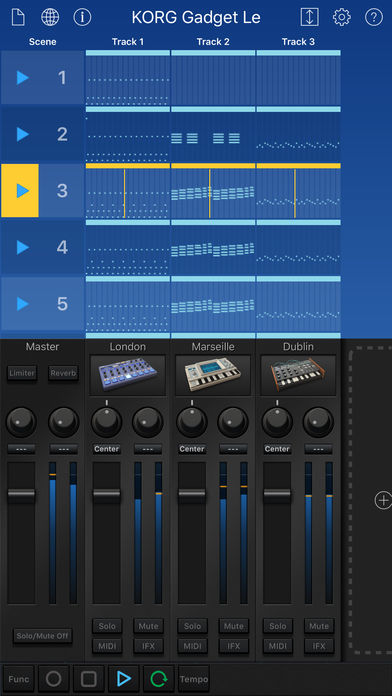 KORG Gadget Le
Scene Track 1 Track 2 Track 3
1
2
3
4
5
Master London Marseille Dublin
Limiter Reverb
--- --- Center --- Center --- Center ---
Solo Mute Solo Mute Solo Mute
Solo/Mute Off
MIDI IFX MIDI IFX MIDI IFX
Func Tempo